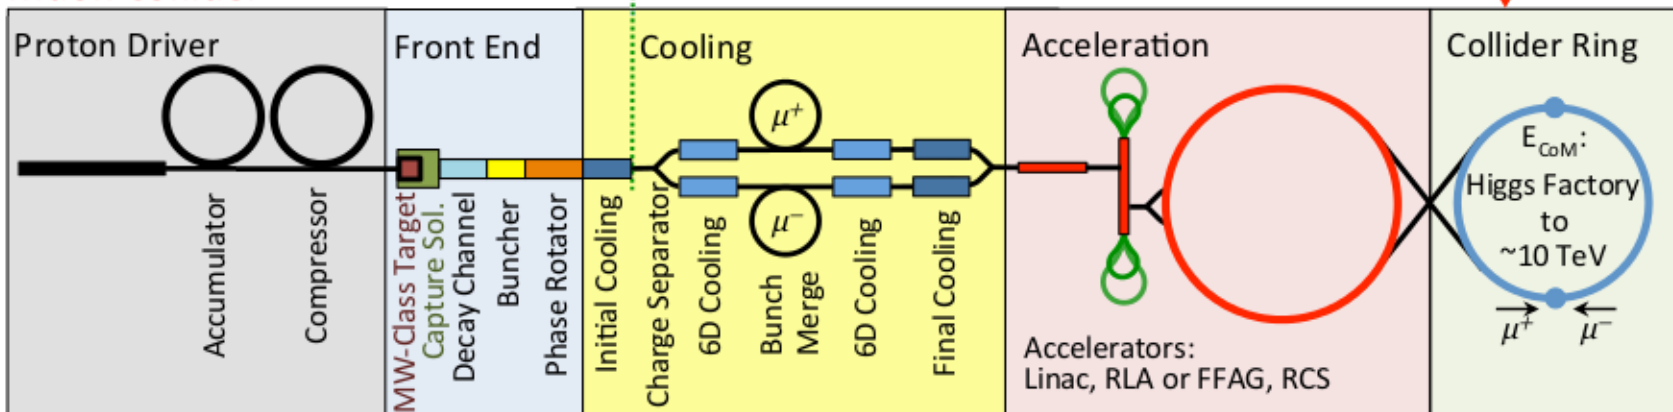 Proton Driver
Accumulator
Compressor
Front End
MW-Class Target
Capture Sol.
Decay Channel
Buncher
Phase Rotator
Cooling
Initial Cooling
Charge Separator
6D Cooling
μ+
μ−
Bunch
Merge
6D Cooling
Final Cooling
Acceleration
Accelerators:
Linac, RLA or FFAG, RCS
Collider Ring
ECoM:
Higgs Factory
to
~10 TeV
μ+ μ−